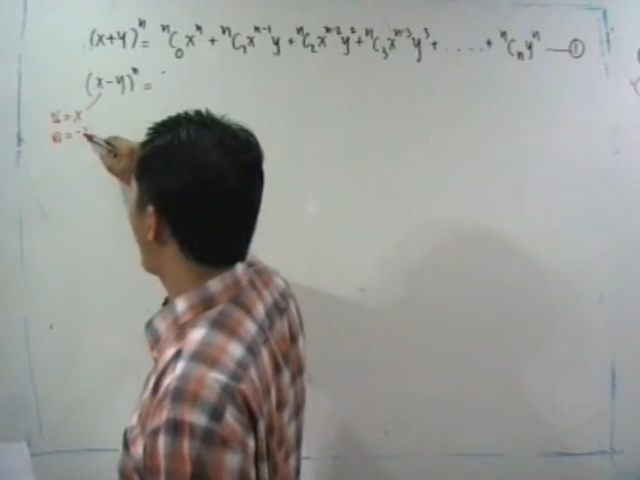 (x+y)ⁿ = ⁿC₀xⁿ + ⁿC₁xⁿ⁻¹y + ⁿC₂xⁿ⁻²y² + ⁿC₃xⁿ⁻³y³ + ..... + ⁿCₙyⁿ —①
(x-y)ⁿ =